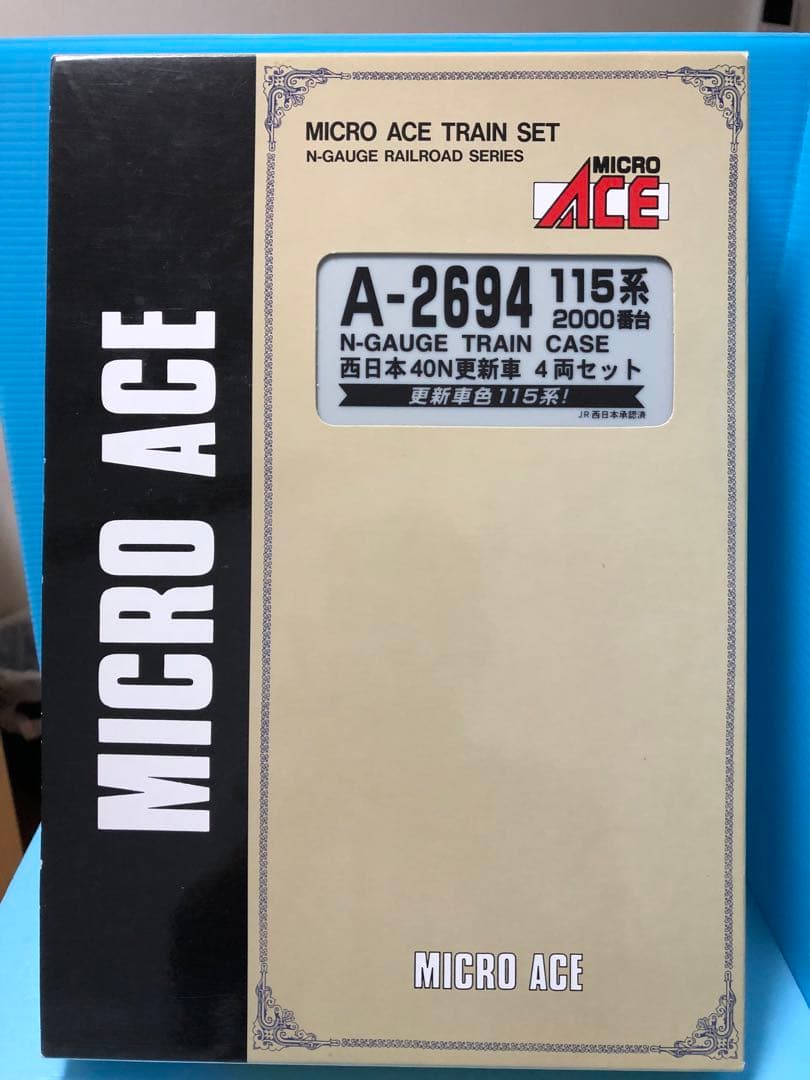 MICRO ACE
MICRO ACE TRAIN SET
N-GAUGE RAILROAD SERIES
MICRO
ACE
A-2694 115系
2000番台
N-GAUGE TRAIN CASE
西日本40N更新車 4両セット
更新車色115系!
JR西日本承認済
MICRO ACE